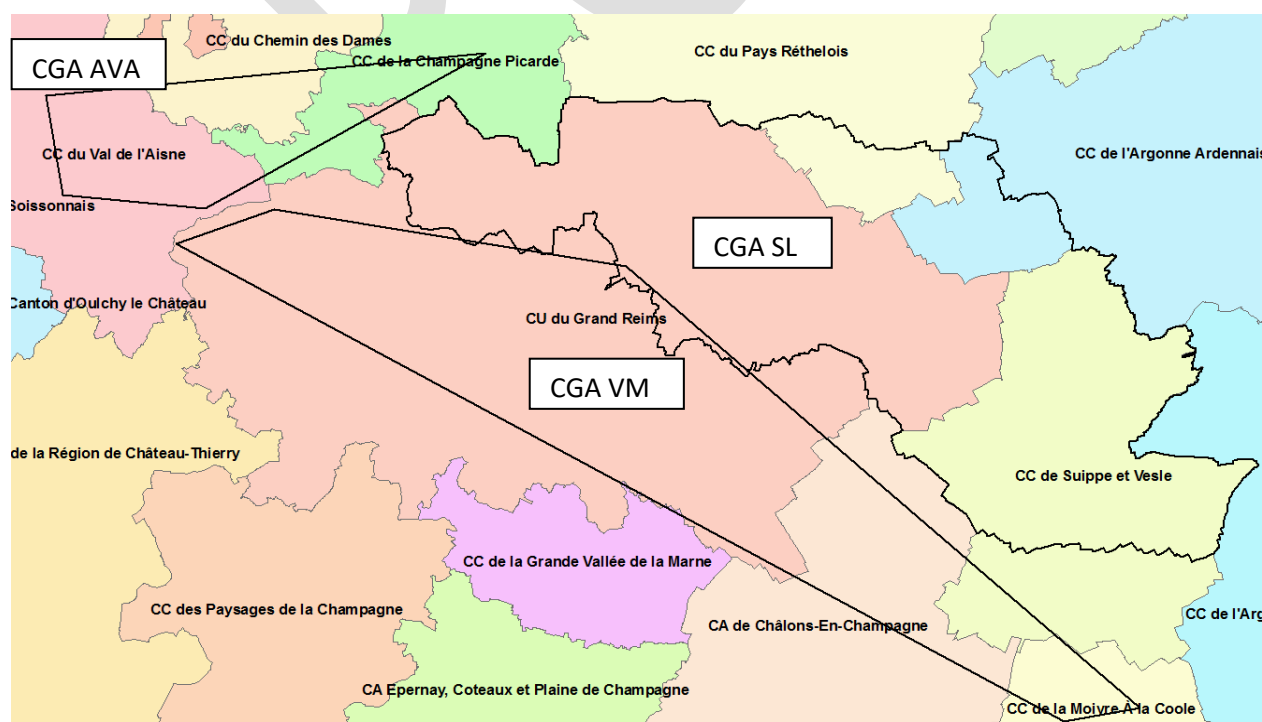 CC du Chemin des Dames
CGA AVA
CC de la Champagne Picarde
CC du Pays Réthelois
CC du Val de l'Aisne
CC de l'Argonne Ardennais
Soissonnais
CGA SL
Canton d'Oulchy le Château
CU du Grand Reims
CGA VM
de la Région de Château-Thierry
CC de Suippe et Vesle
CC de la Grande Vallée de la Marne
CC des Paysages de la Champagne
CC de l'Arg
CA de Châlons-En-Champagne
CA Epernay, Coteaux et Plaine de Champagne
CC de la Moivre À la Coole